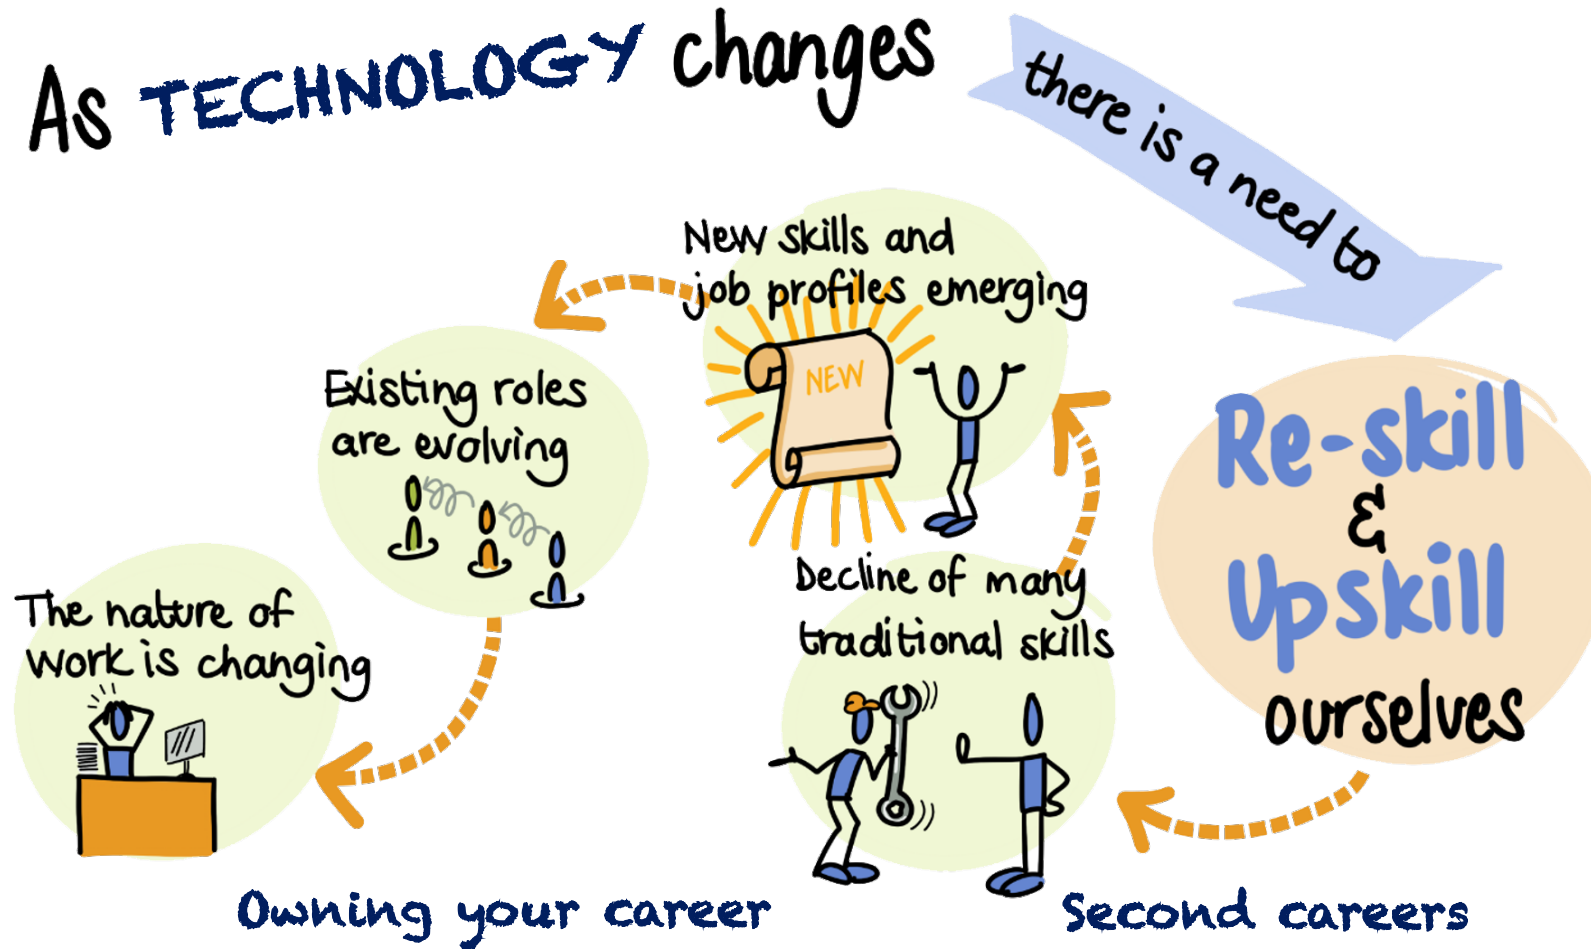 As TECHNOLOGY changes
there is a need to
Re-skill
&
Upskill
ourselves
Decline of many
traditional skills
New skills and
job profiles emerging
NEW
Existing roles
are evolving
The nature of
work is changing
Owning your career
Second careers